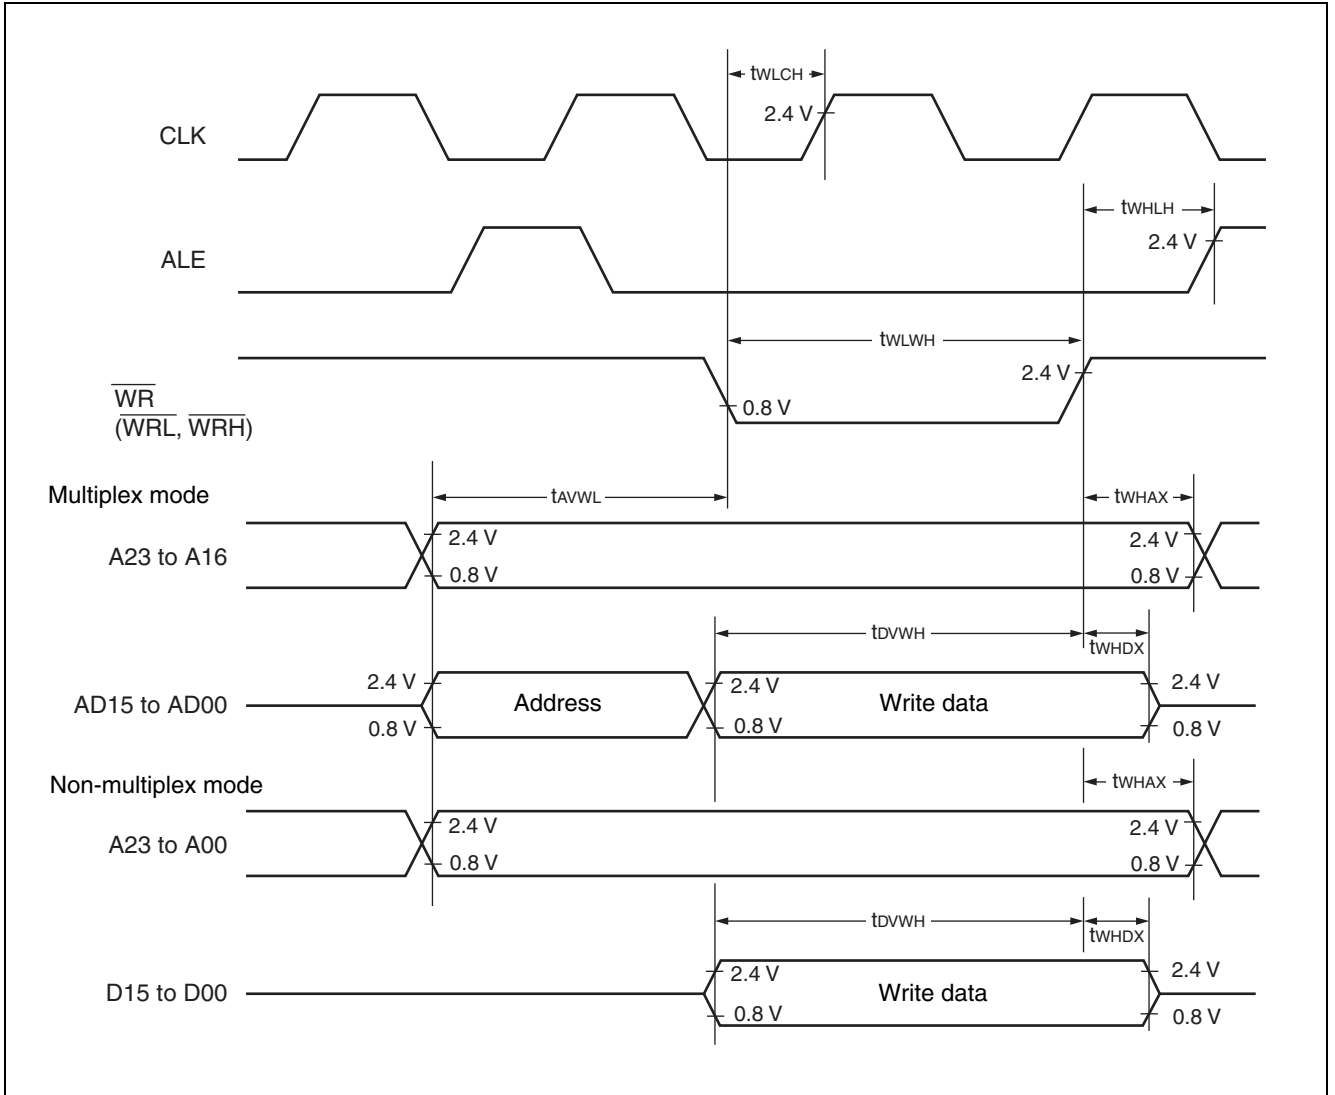 tWLCH
2.4 V
CLK
tWHLH
2.4 V
ALE
tWLWH
2.4 V
WR
0.8 V
(WRL, WRH)
Multiplex mode
tAVWL
tWHAX
2.4 V
2.4 V
A23 to A16
0.8 V
0.8 V
tDVWH
tWHDX
2.4 V
2.4 V
2.4 V
AD15 to AD00
Address
Write data
0.8 V
0.8 V
0.8 V
Non-multiplex mode
tWHAX
2.4 V
2.4 V
A23 to A00
0.8 V
0.8 V
tDVWH
tWHDX
2.4 V
2.4 V
D15 to D00
Write data
0.8 V
0.8 V